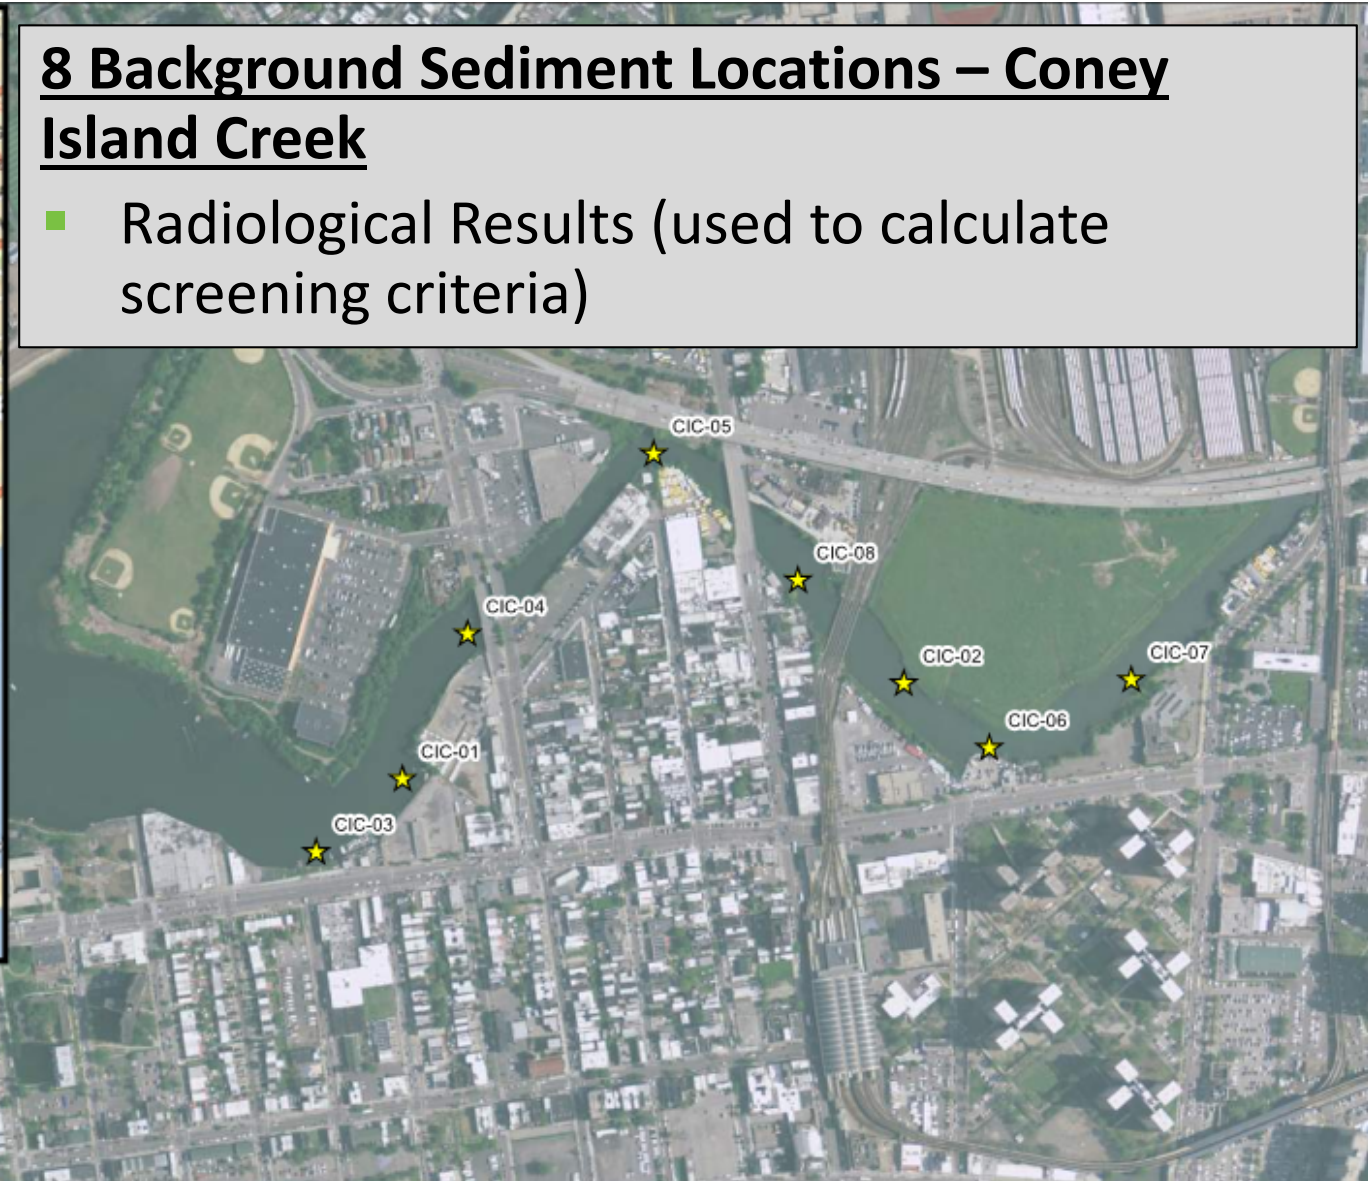 8 Background Sediment Locations – Coney
Island Creek
Radiological Results (used to calculate
screening criteria)
CIC-05
CIC-08
CIC-04
CIC-02
CIC-07
CIC-06
CIC-01
CIC-03